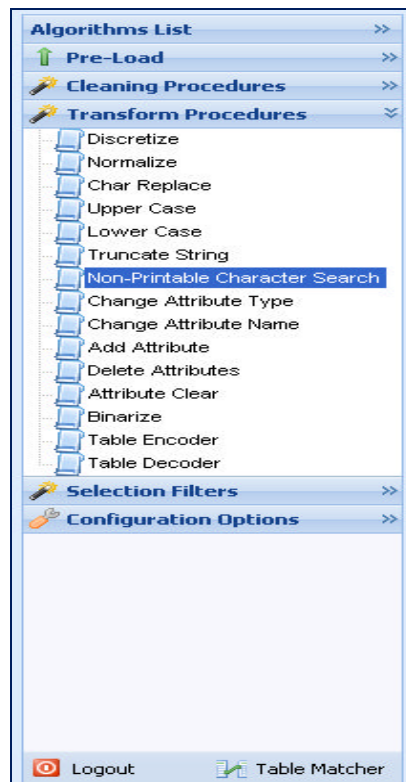 Algorithms List
Pre-Load
Cleaning Procedures
Transform Procedures
Discretize
Normalize
Char Replace
Upper Case
Lower Case
Truncate String
Non-Printable Character Search
Change Attribute Type
Change Attribute Name
Add Attribute
Delete Attributes
Attribute Clear
Binarize
Table Encoder
Table Decoder
Selection Filters
Configuration Options
Logout Table Matcher